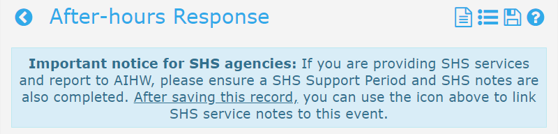 After-hours Response
Important notice for SHS agencies: If you are providing SHS services
and report to AIHW, please ensure a SHS Support Period and SHS notes are
also completed. After saving this record, you can use the icon above to link
SHS service notes to this event.